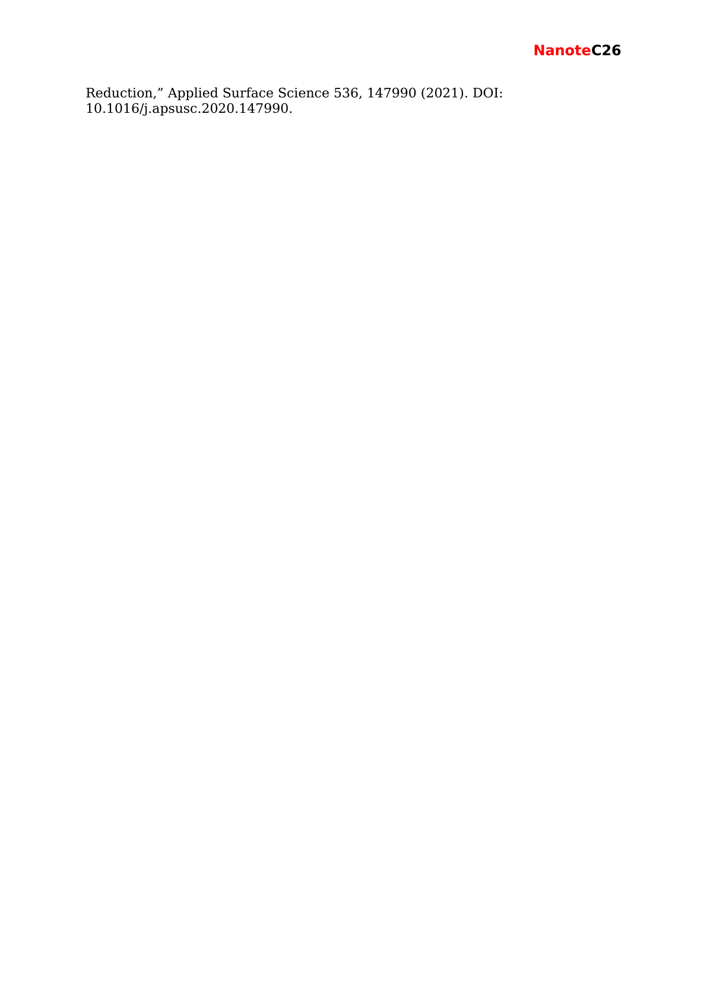 NanoteC26
Reduction,” Applied Surface Science 536, 147990 (2021). DOI:
10.1016/j.apsusc.2020.147990.